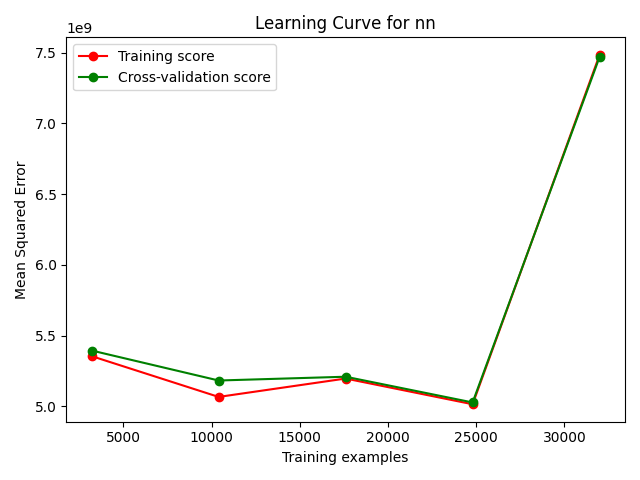 Learning Curve for nn
1e9
Training score
Cross-validation score
7.5
7.0
6.5
6.0
5.5
5.0
Mean Squared Error
5000
10000
15000
20000
25000
30000
Training examples